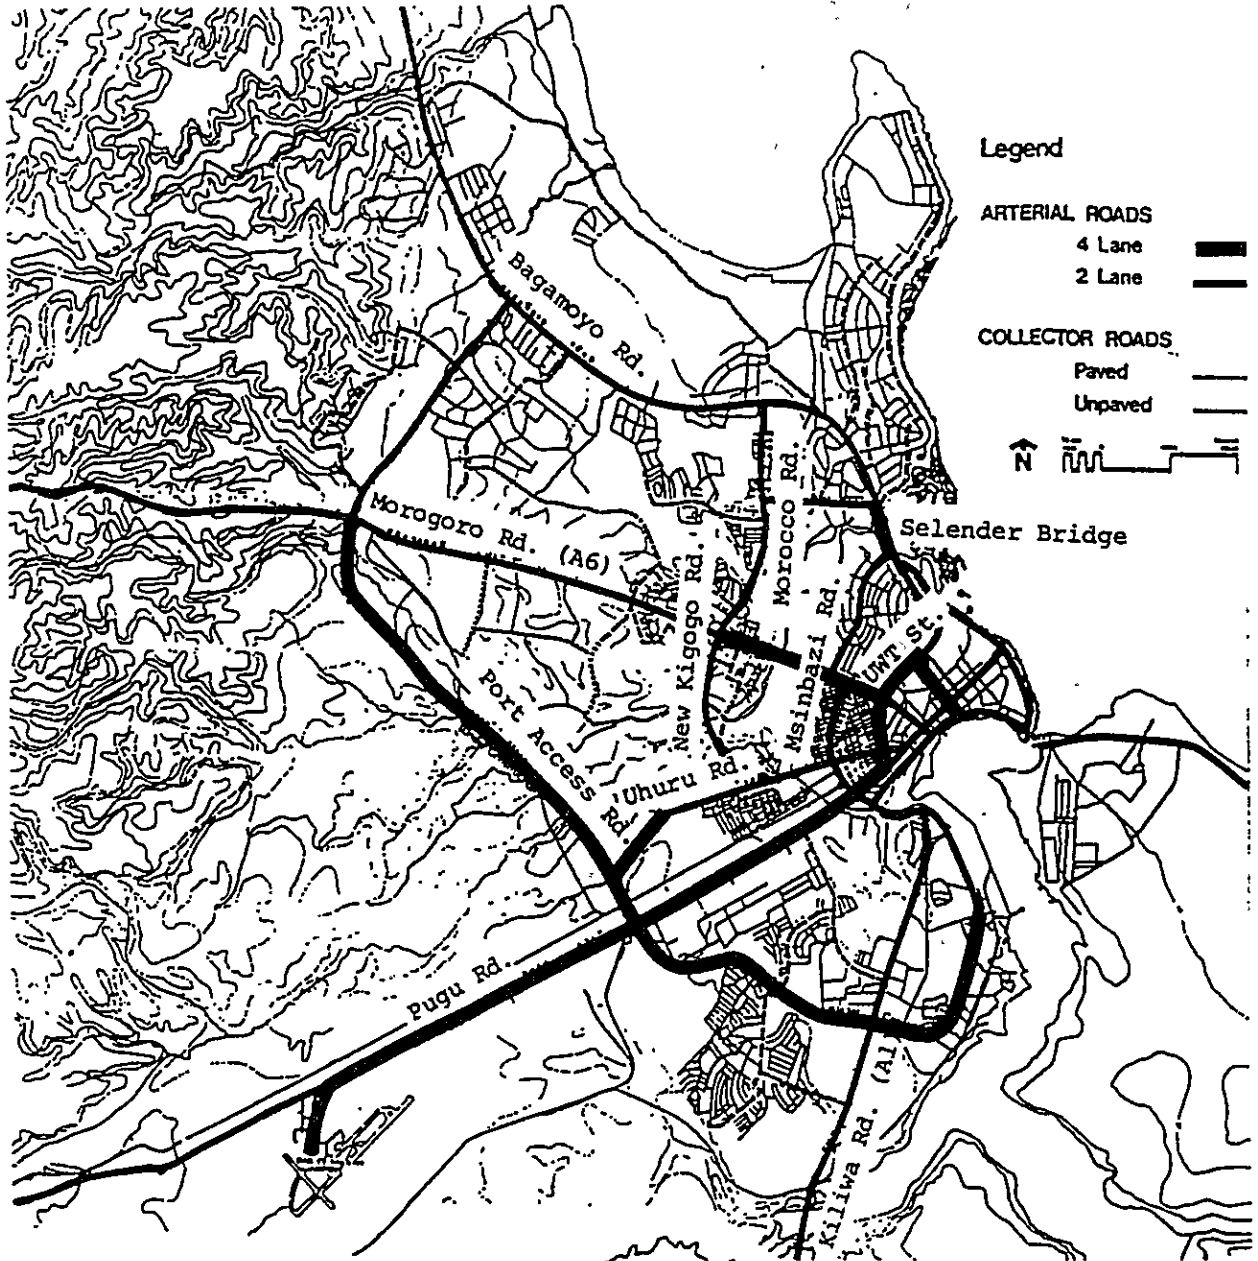 Legend
ARTERIAL ROADS
4 Lane
2 Lane
COLLECTOR ROADS
Paved
Unpaved
N
Bagamoyo Rd.
Morogoro Rd. (A6)
Selender Bridge
Morocco Rd.
New Kigogo Rd.
Msinbazi Rd.
UWT St.
Port Access Rd.
Uhuru Rd.
Pugu Rd.
Kiliwa Rd. (A1